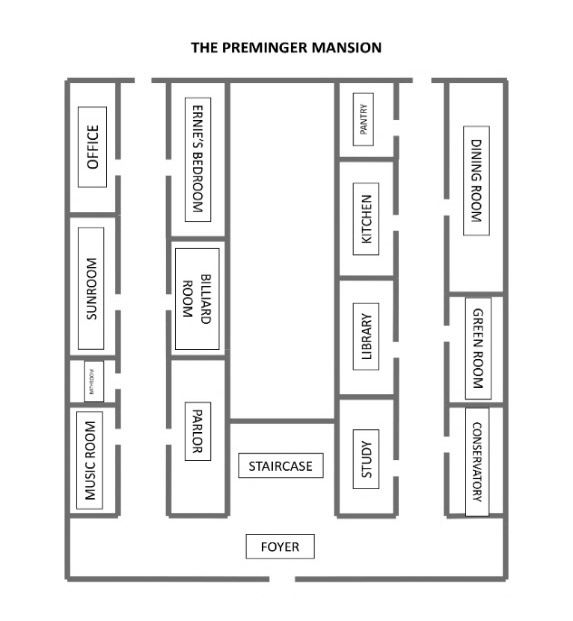 THE PREMINGER MANSION
OFFICE
ERNIE'S BEDROOM
PANTRY
DINING ROOM
KITCHEN
SUNROOM
BILLIARD
ROOM
LIBRARY
GREEN ROOM
BATHROOM
MUSIC ROOM
PARLOR
STAIRCASE
STUDY
CONSERVATORY
FOYER